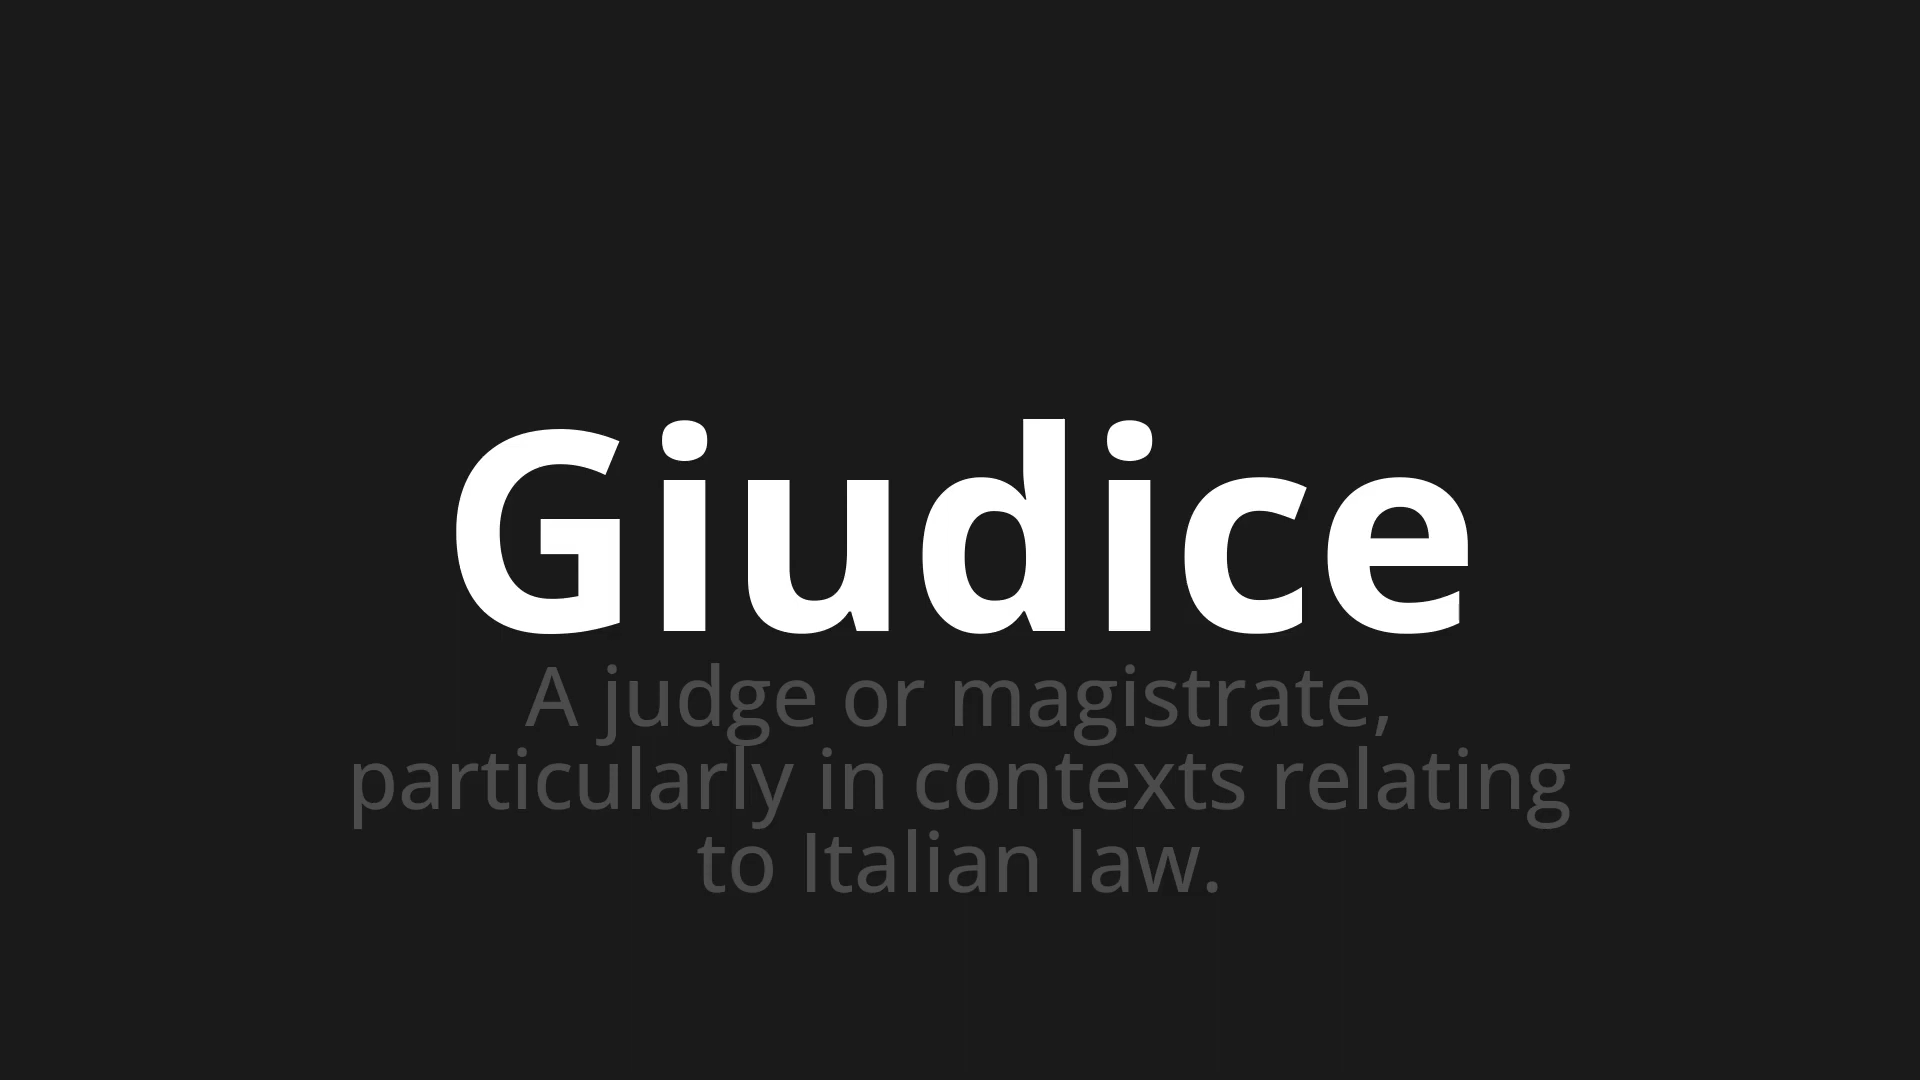 Giudice
A judge or magistrate,
particularly in contexts relating
to Italian law.